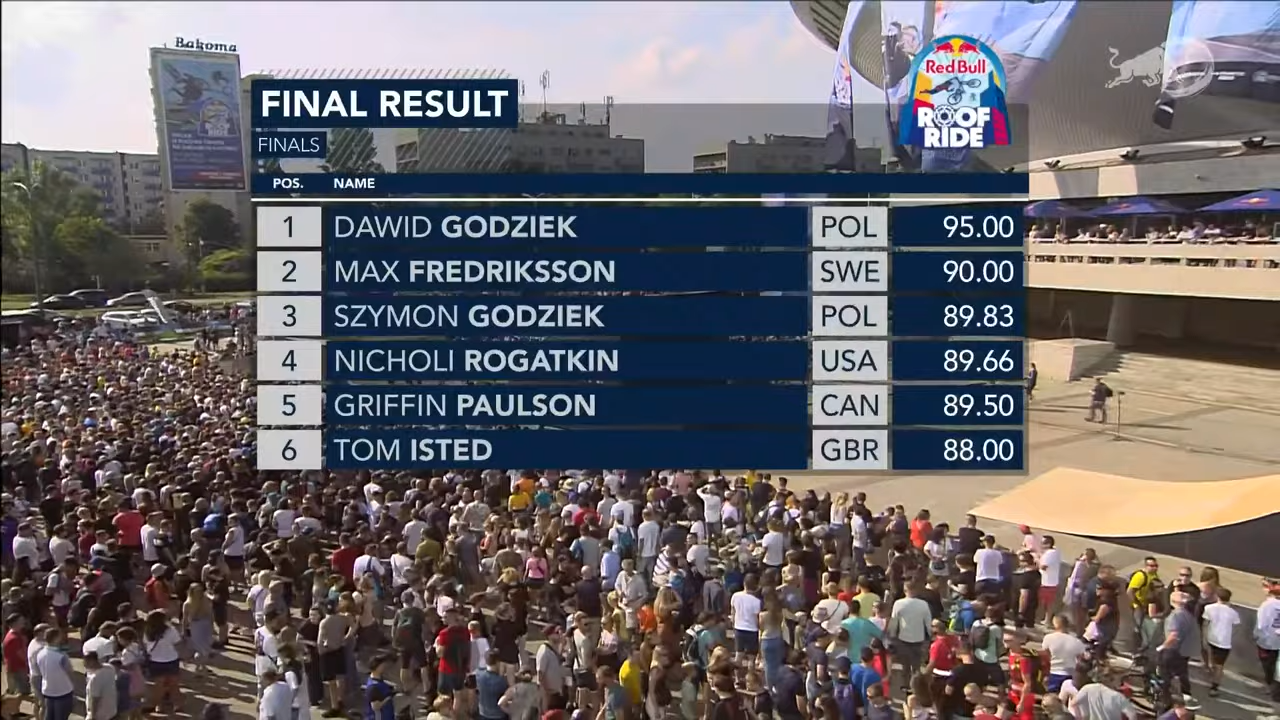 Bakoma
FINAL RESULT
FINALS
Red Bull
ROOF
RIDE
POS. NAME
1 DAWID GODZIEK POL 95.00
2 MAX FREDRIKSSON SWE 90.00
3 SZYMON GODZIEK POL 89.83
4 NICHOLI ROGATKIN USA 89.66
5 GRIFFIN PAULSON CAN 89.50
6 TOM ISTED GBR 88.00